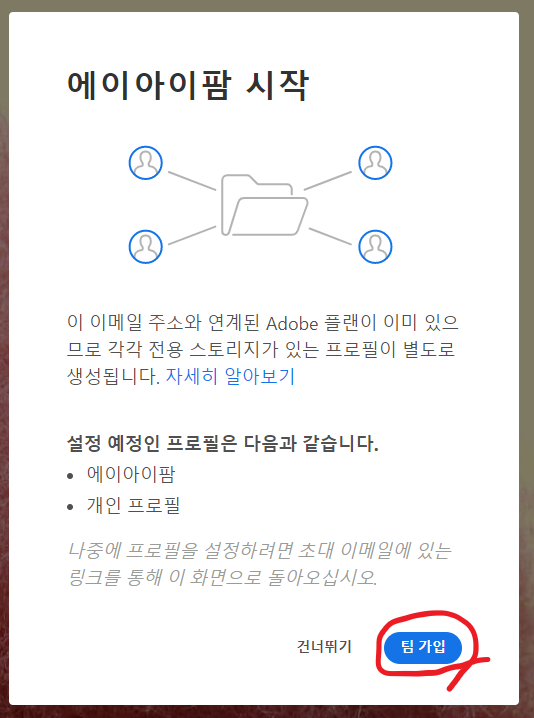 에이아이팜 시작
이 이메일 주소와 연계된 Adobe 플랜이 이미 있으
므로 각각 전용 스토리지가 있는 프로필이 별도로
생성됩니다. 자세히 알아보기
설정 예정인 프로필은 다음과 같습니다.
• 에이아이팜
• 개인 프로필
나중에 프로필을 설정하려면 초대 이메일에 있는
링크를 통해 이 화면으로 돌아오십시오.
건너뛰기 팀 가입